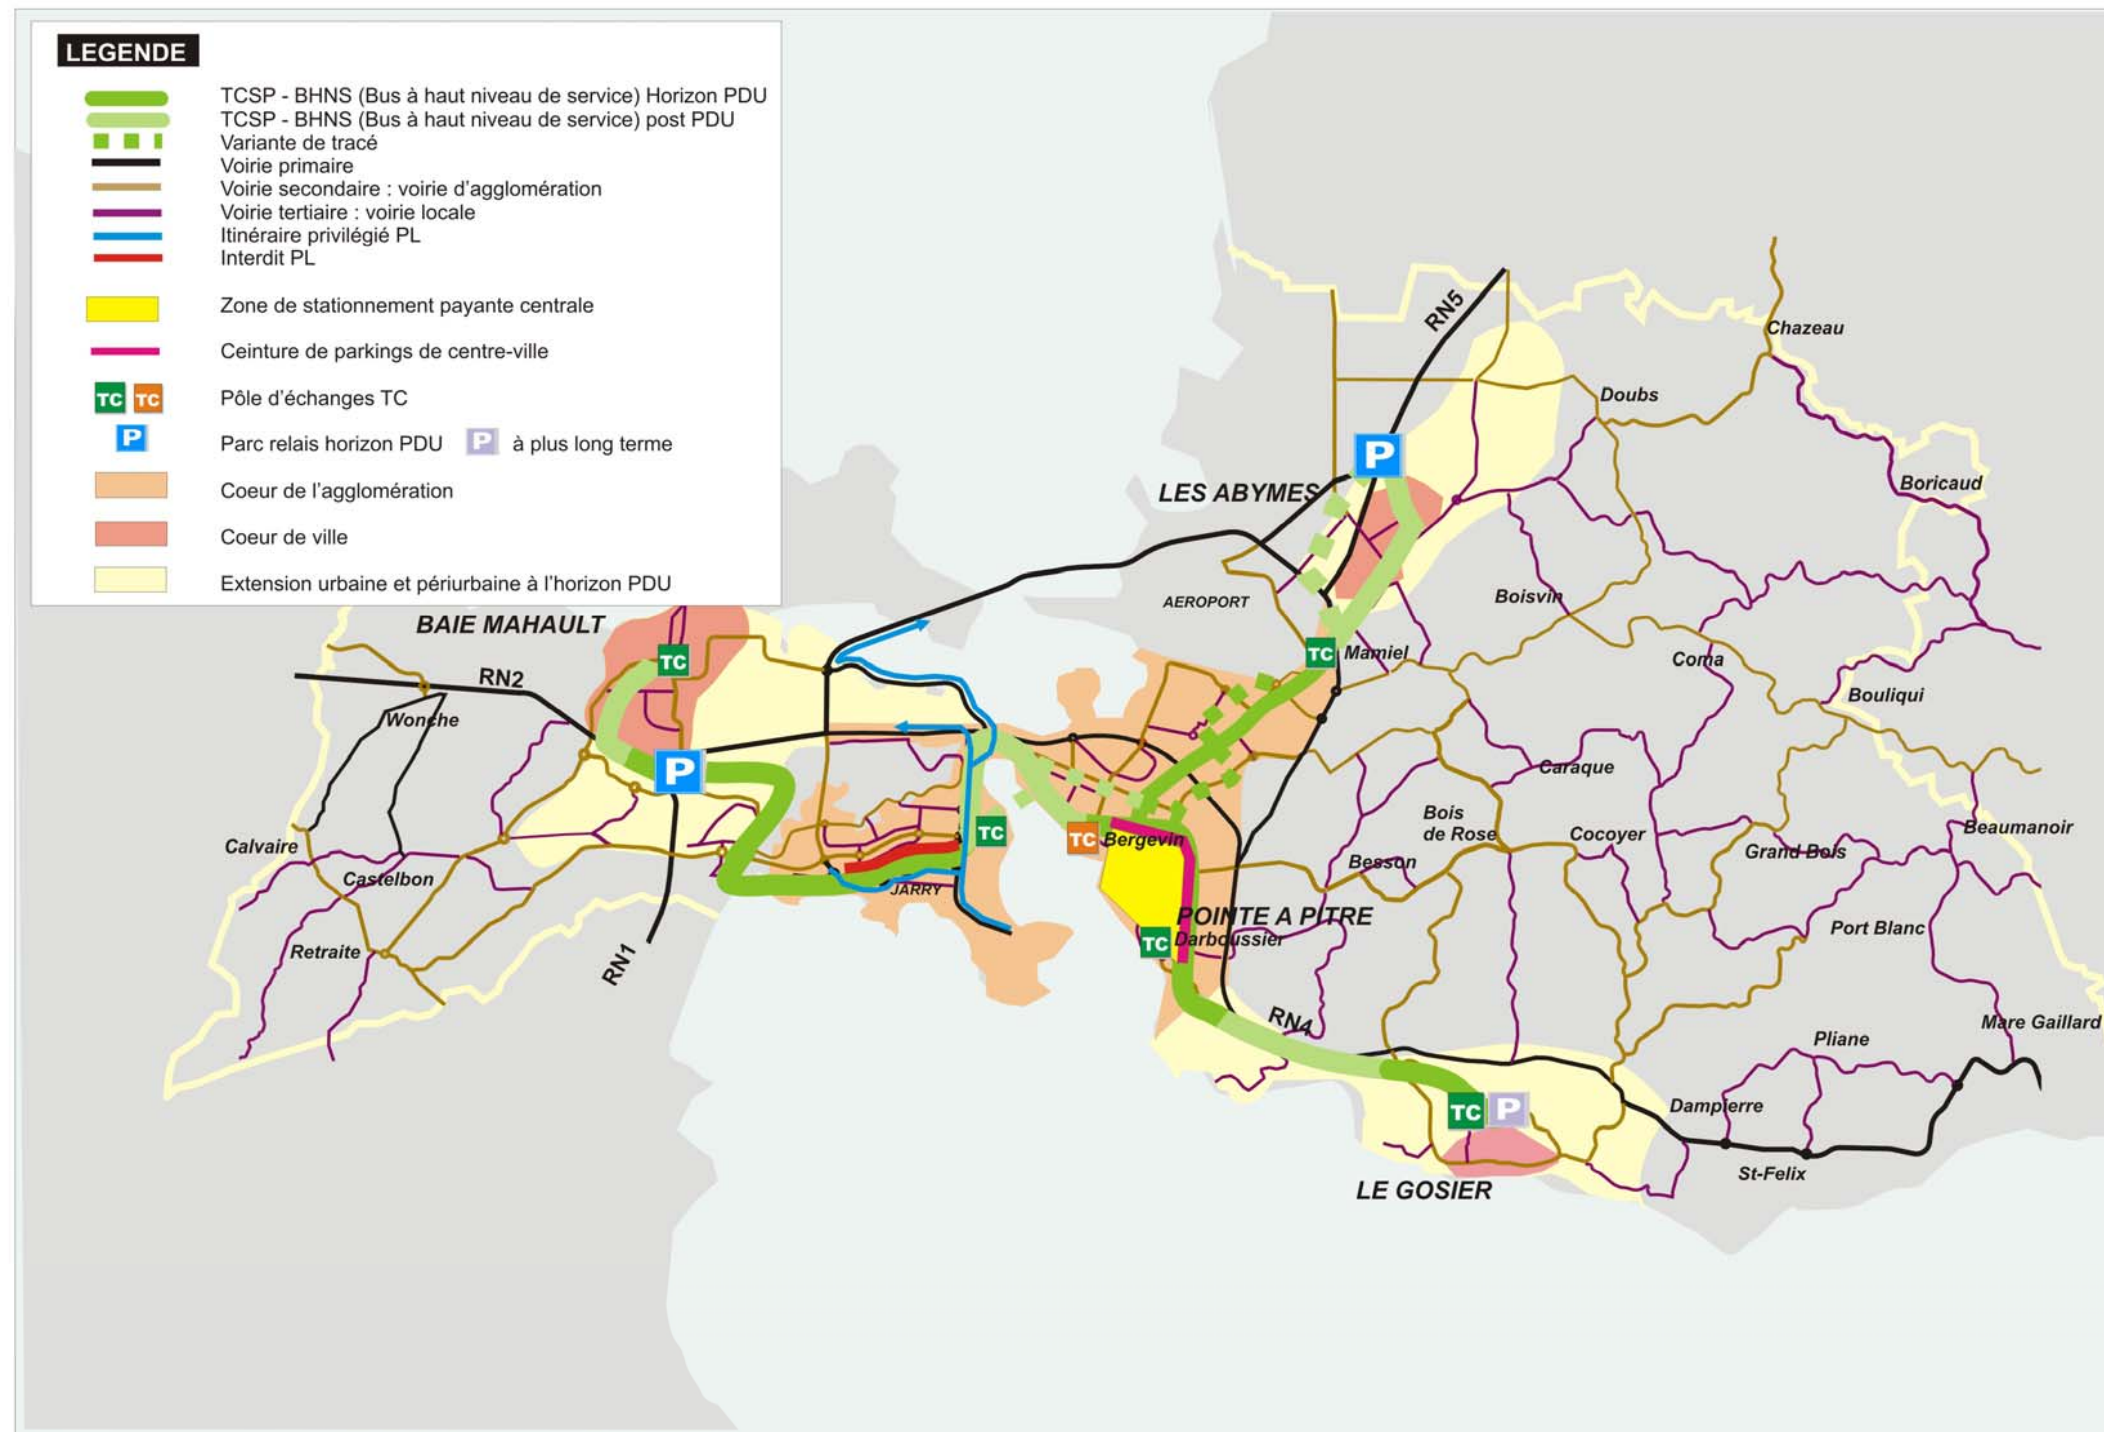 LEGENDE
TCSP - BHNS (Bus à haut niveau de service) Horizon PDU
TCSP - BHNS (Bus à haut niveau de service) post PDU
Variante de tracé
Voirie primaire
Voirie secondaire : voirie d'agglomération
Voirie tertiaire : voirie locale
Itinéraire privilégié PL
Interdit PL
Zone de stationnement payante centrale
Ceinture de parkings de centre-ville
TC TC Pôle d'échanges TC
P Parc relais horizon PDU P à plus long terme
Coeur de l'agglomération
Coeur de ville
Extension urbaine et périurbaine à l'horizon PDU
RN5
Chazeau
Doubs
P
LES ABYMES
Boricaud
AEROPORT
Boisvin
BAIE MAHAULT
TC
TC Mamiel
Coma
RN2
Bouliqui
Wonche
P
Caraque
Bois
de Rose
Cocoyer
Beaumanoir
TC
TC Bergevin
Calvaire
Grand Bois
Besson
Castelbon
JARRY
POINTE A PITRE
Port Blanc
TC Darboussier
Retraite
RN1
RN4
Mare Gaillard
Pliane
TC P
Dampierre
St-Felix
LE GOSIER